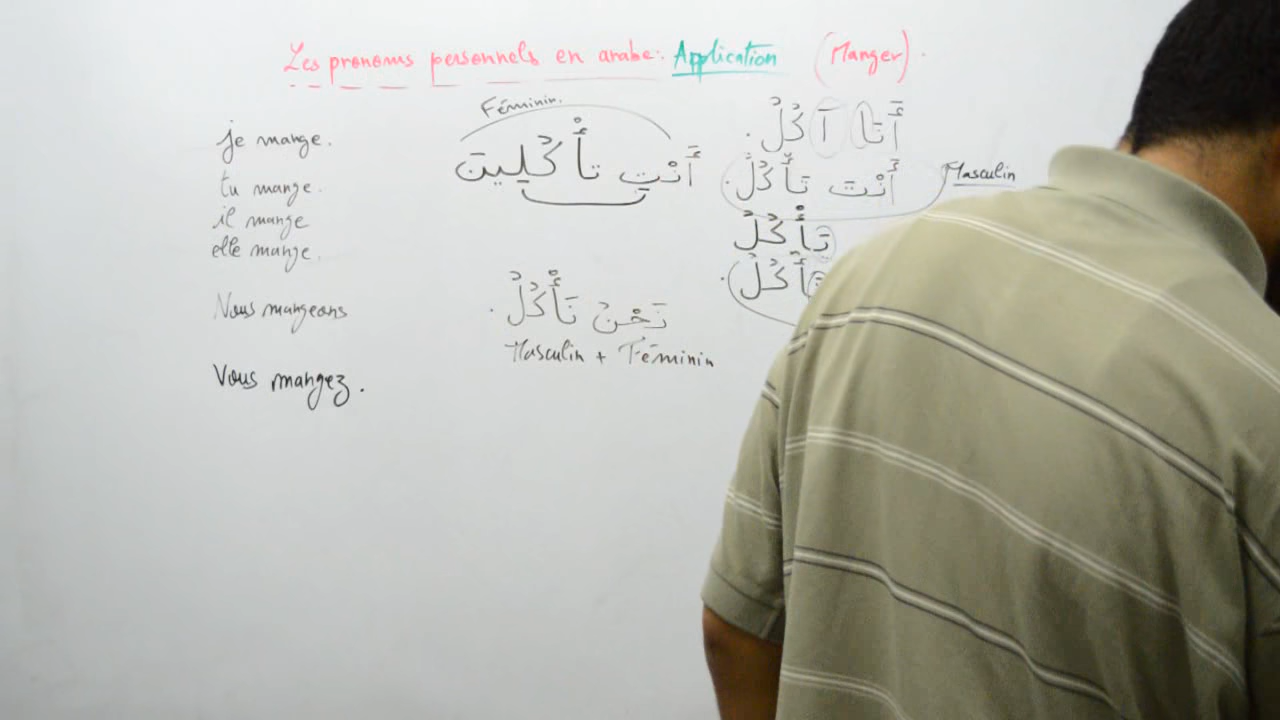 Les pronoms personnels en arabe: Application (Manger).
je mange.
tu mange.
il mange
elle mange.
Nous mangeons
Vous mangez.
Féminin.
أَنْتِ تأْكُلِينَ
نَحْنُ نَأْكُلُ.
Masculin + Féminin
أَنَا آكُلُ.
أَنْتَ تَأْكُلُ.
Masculin